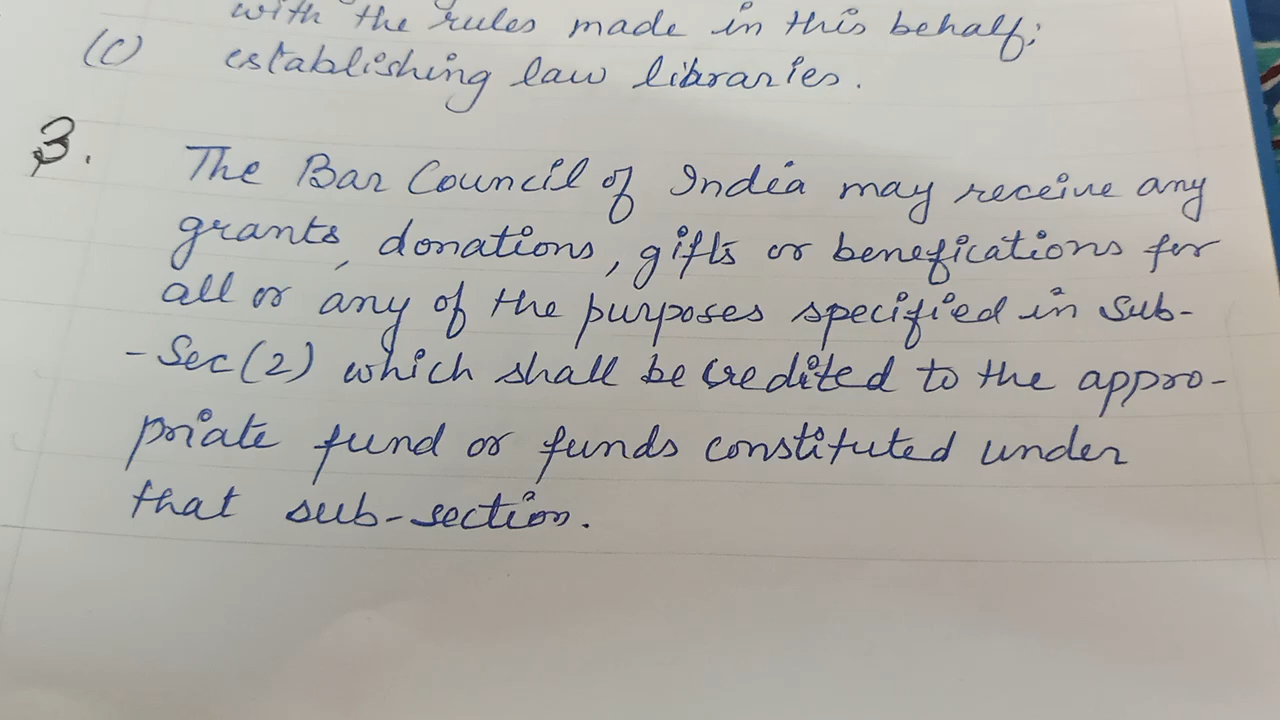 with the rules made in this behalf;
(c) establishing law libraries.
3. The Bar Council of India may receive any
grants, donations, gifts or benefications for
all or any of the purposes specified in Sub-
- Sec (2) which shall be credited to the appro-
priate fund or funds constituted under
that sub-section.